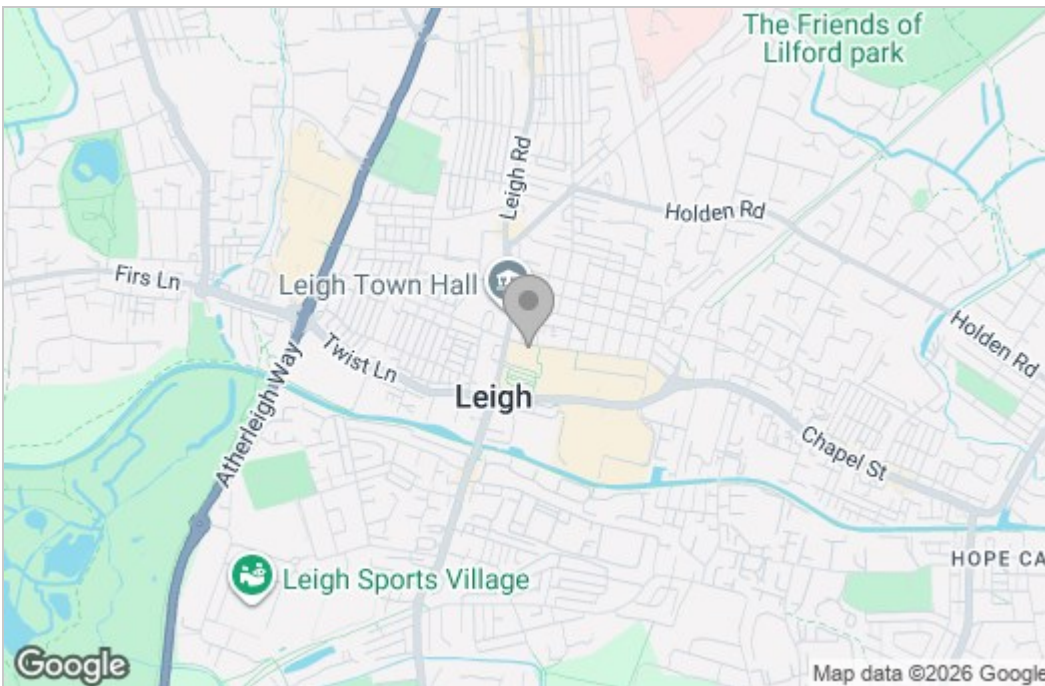 The Friends of
Lilford park
Leigh Rd
Holden Rd
Firs Ln
Leigh Town Hall
Holden Rd
Twist Ln
Leigh
Atherleigh Way
Chapel St
HOPE CA
Leigh Sports Village
Google
Map data ©2026 Google